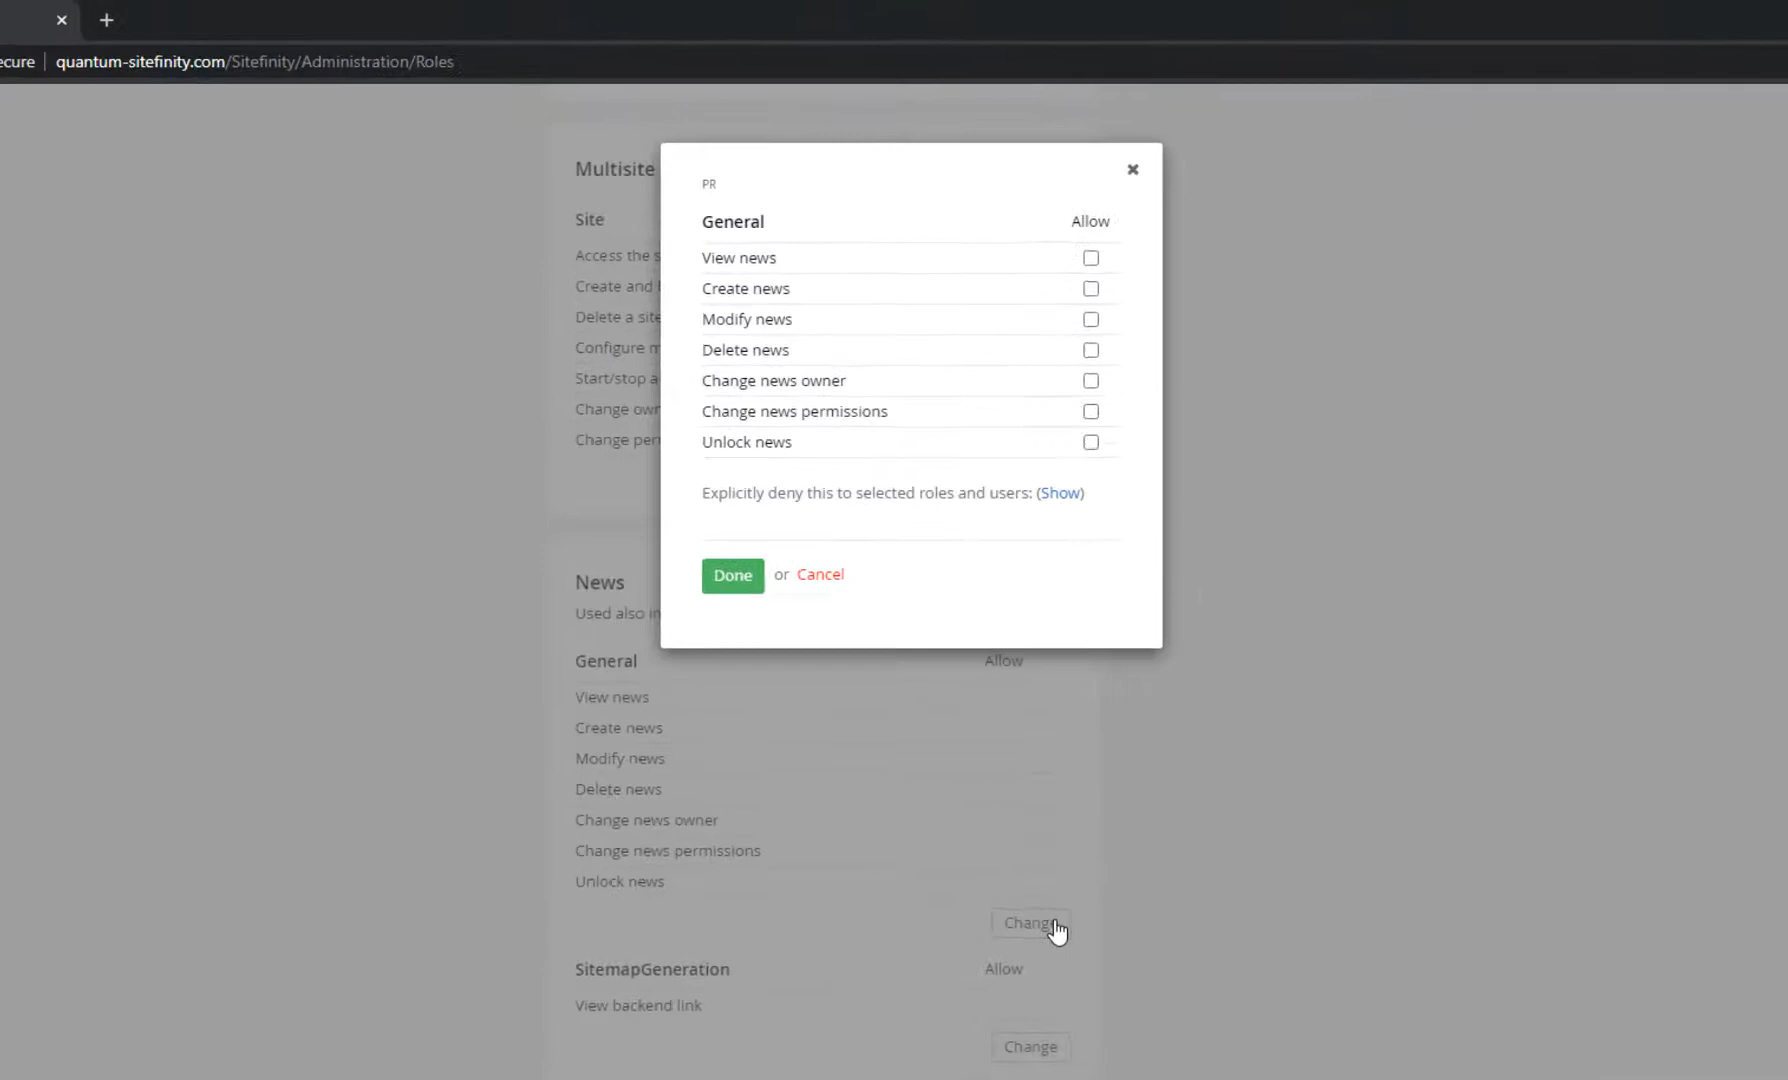 ecure | quantum-sitefinity.com/Sitefinity/Administration/Roles
Multisite
Site
Access the s
Create and
Delete a site
Configure m
Start/stop a
Change own
Change per
PR
General Allow
View news
Create news
Modify news
Delete news
Change news owner
Change news permissions
Unlock news
Explicitly deny this to selected roles and users: (Show)
Done or Cancel
News
Used also in
General Allow
View news
Create news
Modify news
Delete news
Change news owner
Change news permissions
Unlock news
Change
SitemapGeneration Allow
View backend link
Change